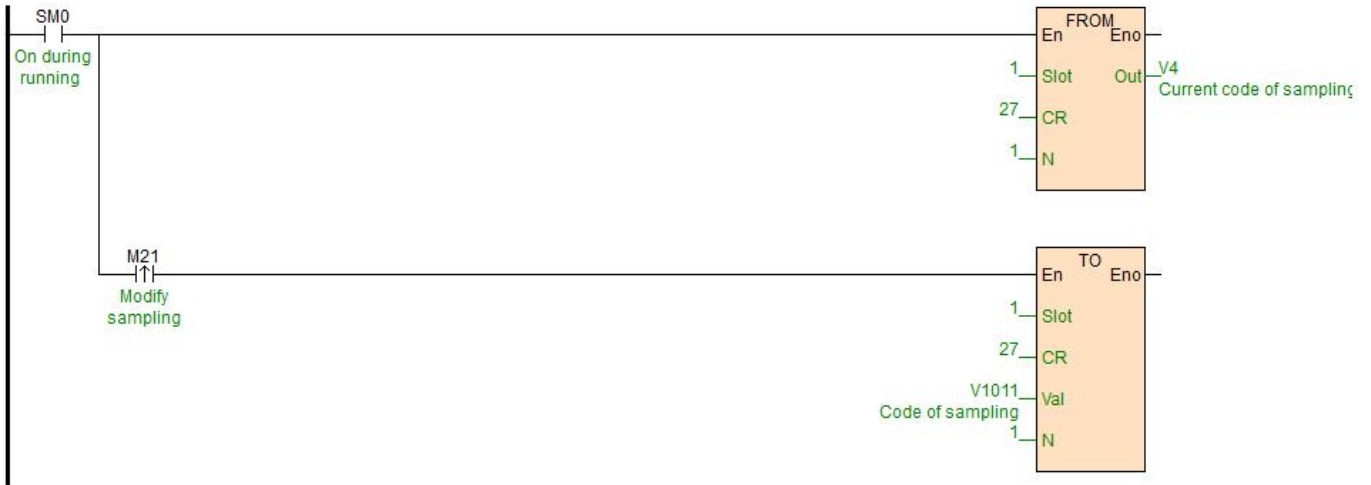 SM0
On during
running
FROM
En Eno
1 Slot Out V4
Current code of sampling
27 CR
1 N
M21
Modify
sampling
TO
En Eno
1 Slot
27 CR
V1011 Val
Code of sampling
1 N